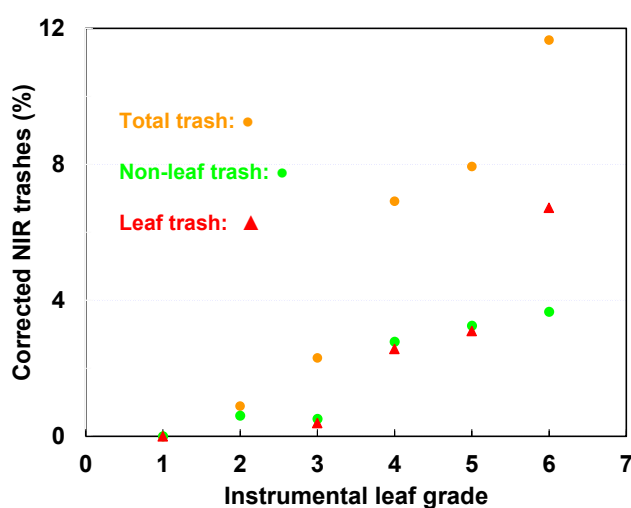 12
8
4
0
Corrected NIR trashes (%)
Total trash:
Non-leaf trash:
Leaf trash:
0 1 2 3 4 5 6 7
Instrumental leaf grade